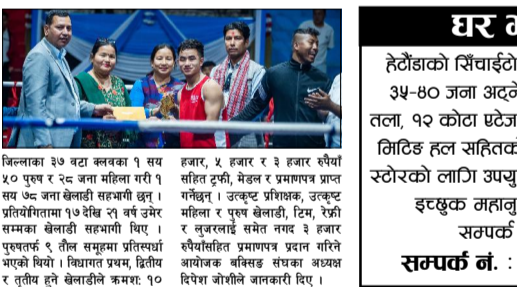 जिल्लाका ३७ वटा क्लवका १ सय
५० पुरुष र २८ जना महिला गरी १
सय ७८ जना खेलाडी सहभागी छन् ।
प्रतियोगितामा १७ देखि २१ वर्ष उमेर
सम्मका खेलाडी सहभागी थिए ।
पुरुषतर्फ ९ तौल समूहमा प्रतिस्पर्धा
भएको थियो । विधागत प्रथम, द्वितीय
र तृतीय हुने खेलाडीले क्रमश: १०
हजार, ५ हजार र ३ हजार रुपैयाँ
सहित ट्रफी, मेडल र प्रमाणपत्र प्राप्त
गर्नेछन् । उत्कृष्ट प्रशिक्षक, उत्कृष्ट
महिला र पुरुष खेलाडी, टिम, रेफ्री
र लुजरलाई समेत नगद ३ हजार
रुपैयाँसहित प्रमाणपत्र प्रदान गरिने
आयोजक बक्सिङ संघका अध्यक्ष
दिपेश जोशीले जानकारी दिए ।
घर
हेटौंडाको सिँचाईटो
३५-४० जना अट्ने
तला, १२ कोटा एटेज
मिटिङ हल सहितको
स्टोरको लागि उपयु
इच्छुक महानु
सम्पर्क
सम्पर्क नं. :